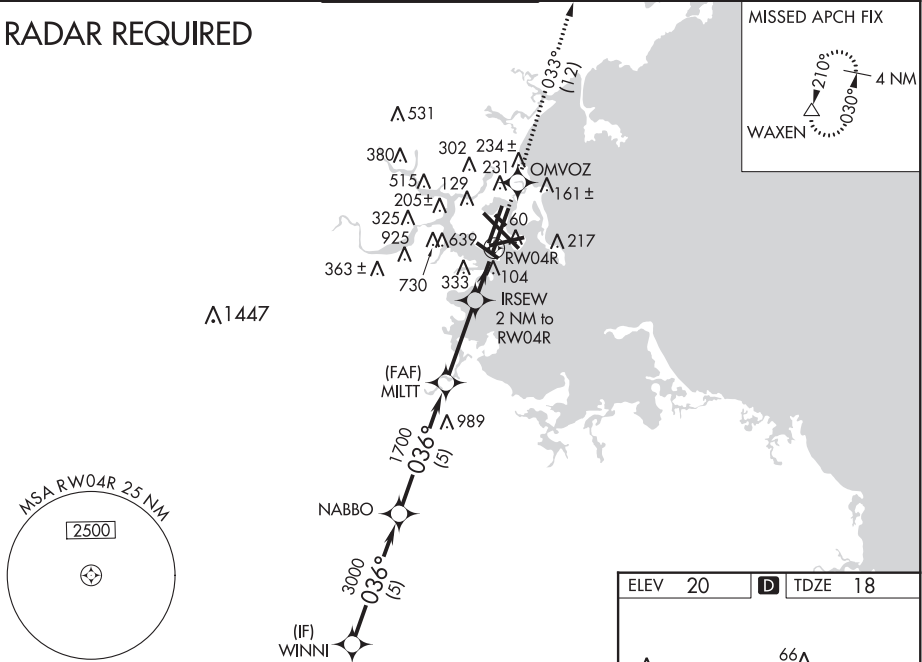 RADAR REQUIRED
MISSED APCH FIX
210°
4 NM
030°
WAXEN
033°
(12)
531
380
302
234 ±
515
129
231
OMVOZ
205±
161 ±
325
60
925
639
217
363 ±
730
333
RW04R
104
IRSEW
2 NM to
RW04R
1447
(FAF)
MILTT
989
1700
036°
(5)
MSA RW04R 25 NM
2500
NABBO
3000
036°
(5)
(IF)
WINNI
ELEV 20 D TDZE 18
66